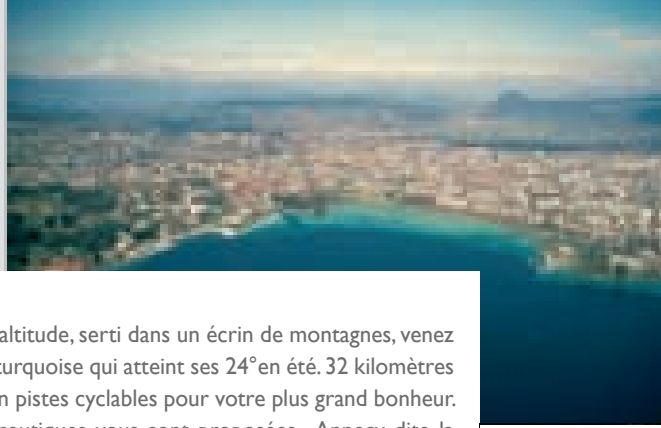 altitude, serti dans un écrin de montagnes, venez
turquoise qui atteint ses 24°en été. 32 kilomètres
n pistes cyclables pour votre plus grand bonheur.